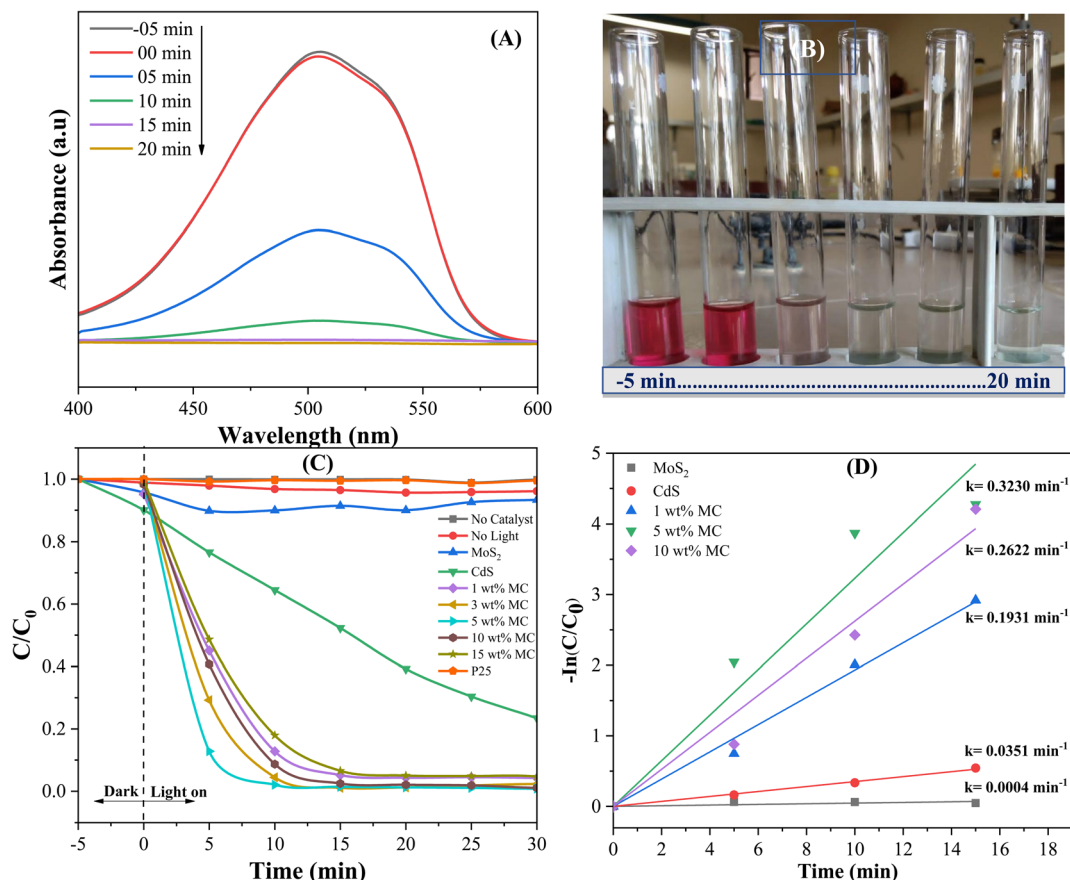 (A)
-05 min
00 min
05 min
10 min
15 min
20 min
Absorbance (a.u)
400 450 500 550 600
Wavelength (nm)
(B)
-5 min.......................................................20 min
(C)
1.0
0.8
0.6
0.4
0.2
0.0
C/C₀
No Catalyst
No Light
MoS₂
CdS
1 wt% MC
3 wt% MC
5 wt% MC
10 wt% MC
15 wt% MC
P25
Dark Light on
-5 0 5 10 15 20 25 30
Time (min)
(D)
5
4
3
2
1
0
-In(C/C₀)
MoS₂
CdS
1 wt% MC
5 wt% MC
10 wt% MC
k= 0.3230 min⁻¹
k= 0.2622 min⁻¹
k= 0.1931 min⁻¹
k= 0.0351 min⁻¹
k= 0.0004 min⁻¹
0 2 4 6 8 10 12 14 16 18
Time (min)